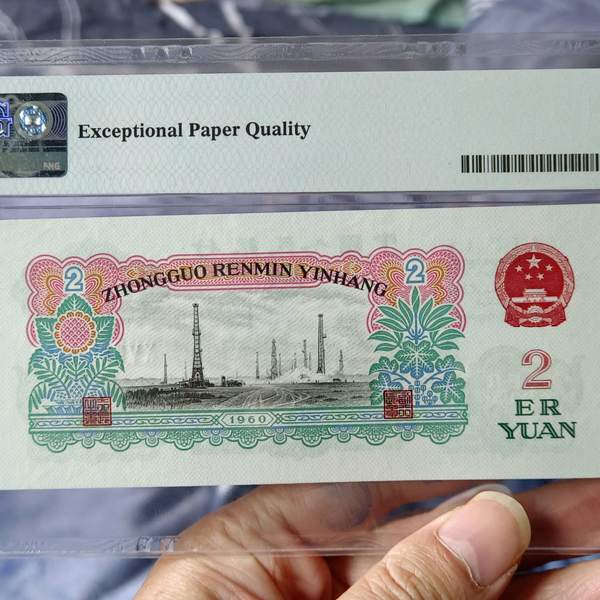 Exceptional Paper Quality
2 2
ZHONGGUO RENMIN YINHANG
1960
2
ER
YUAN